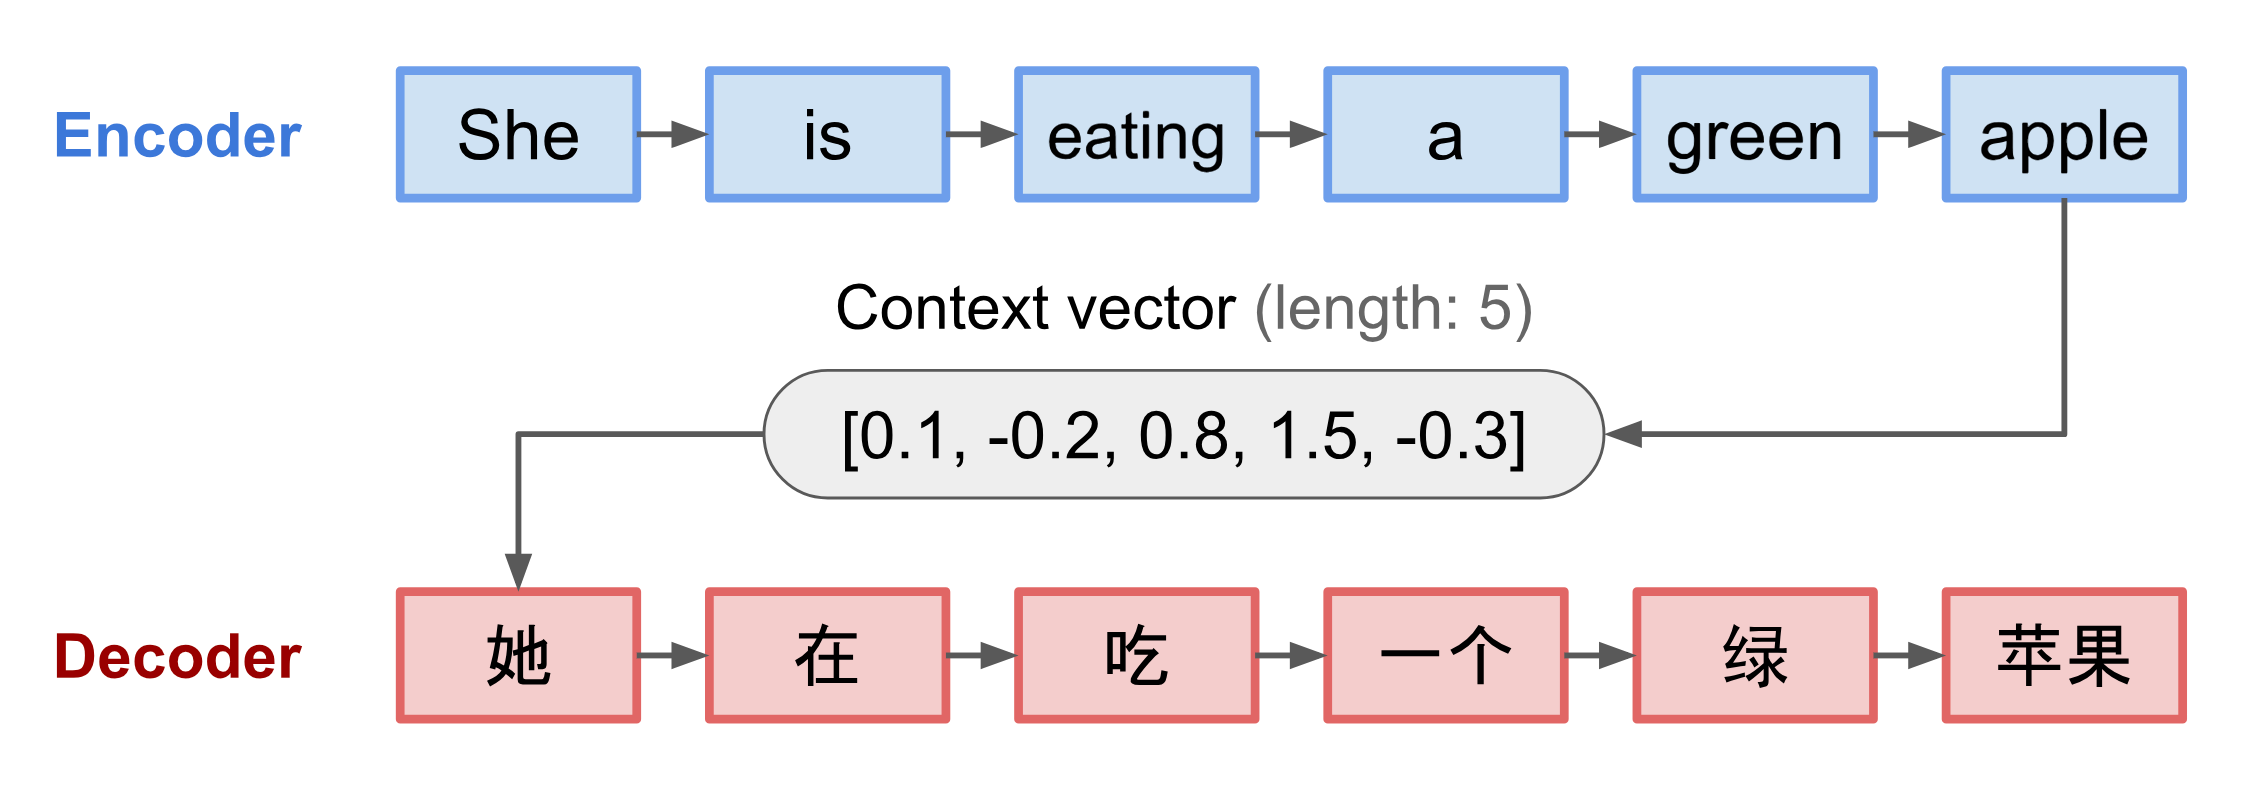 Encoder She is eating a green apple
Context vector (length: 5)
[0.1, -0.2, 0.8, 1.5, -0.3]
Decoder 她 在 吃 一个 绿 苹果